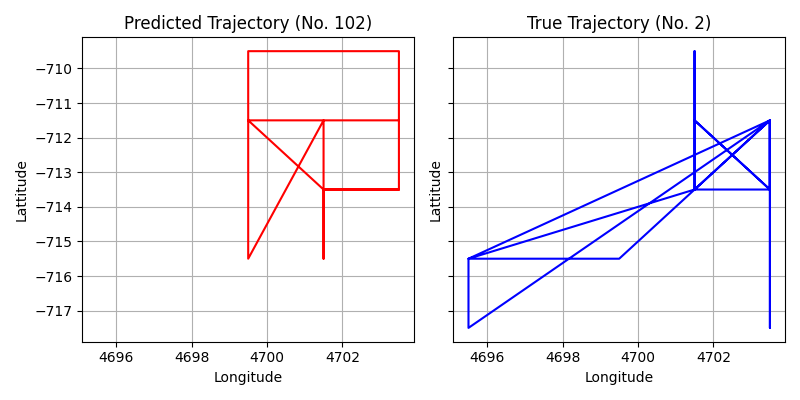 Predicted Trajectory (No. 102)
−710
−711
−712
−713
−714
−715
−716
−717
Lattitude
4696 4698 4700 4702
Longitude
True Trajectory (No. 2)
Lattitude
4696 4698 4700 4702
Longitude